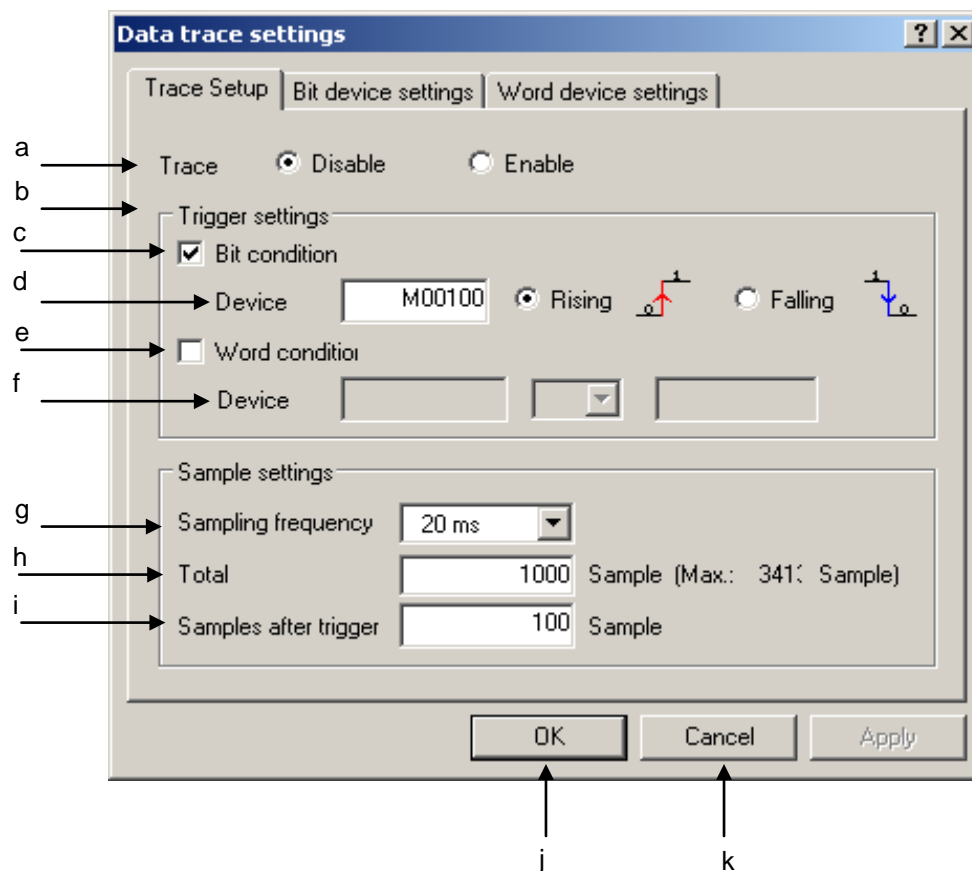 Data trace settings
Trace Setup Bit device settings Word device settings
a
Trace Disable Enable
b
Trigger settings
c
Bit condition
d
Device M00100 Rising 0 1 Falling 1 0
e
Word condition
f
Device
Sample settings
g
Sampling frequency 20 ms
h
Total 1000 Sample (Max.: 341 Sample)
i
Samples after trigger 100 Sample
OK Cancel Apply
j k